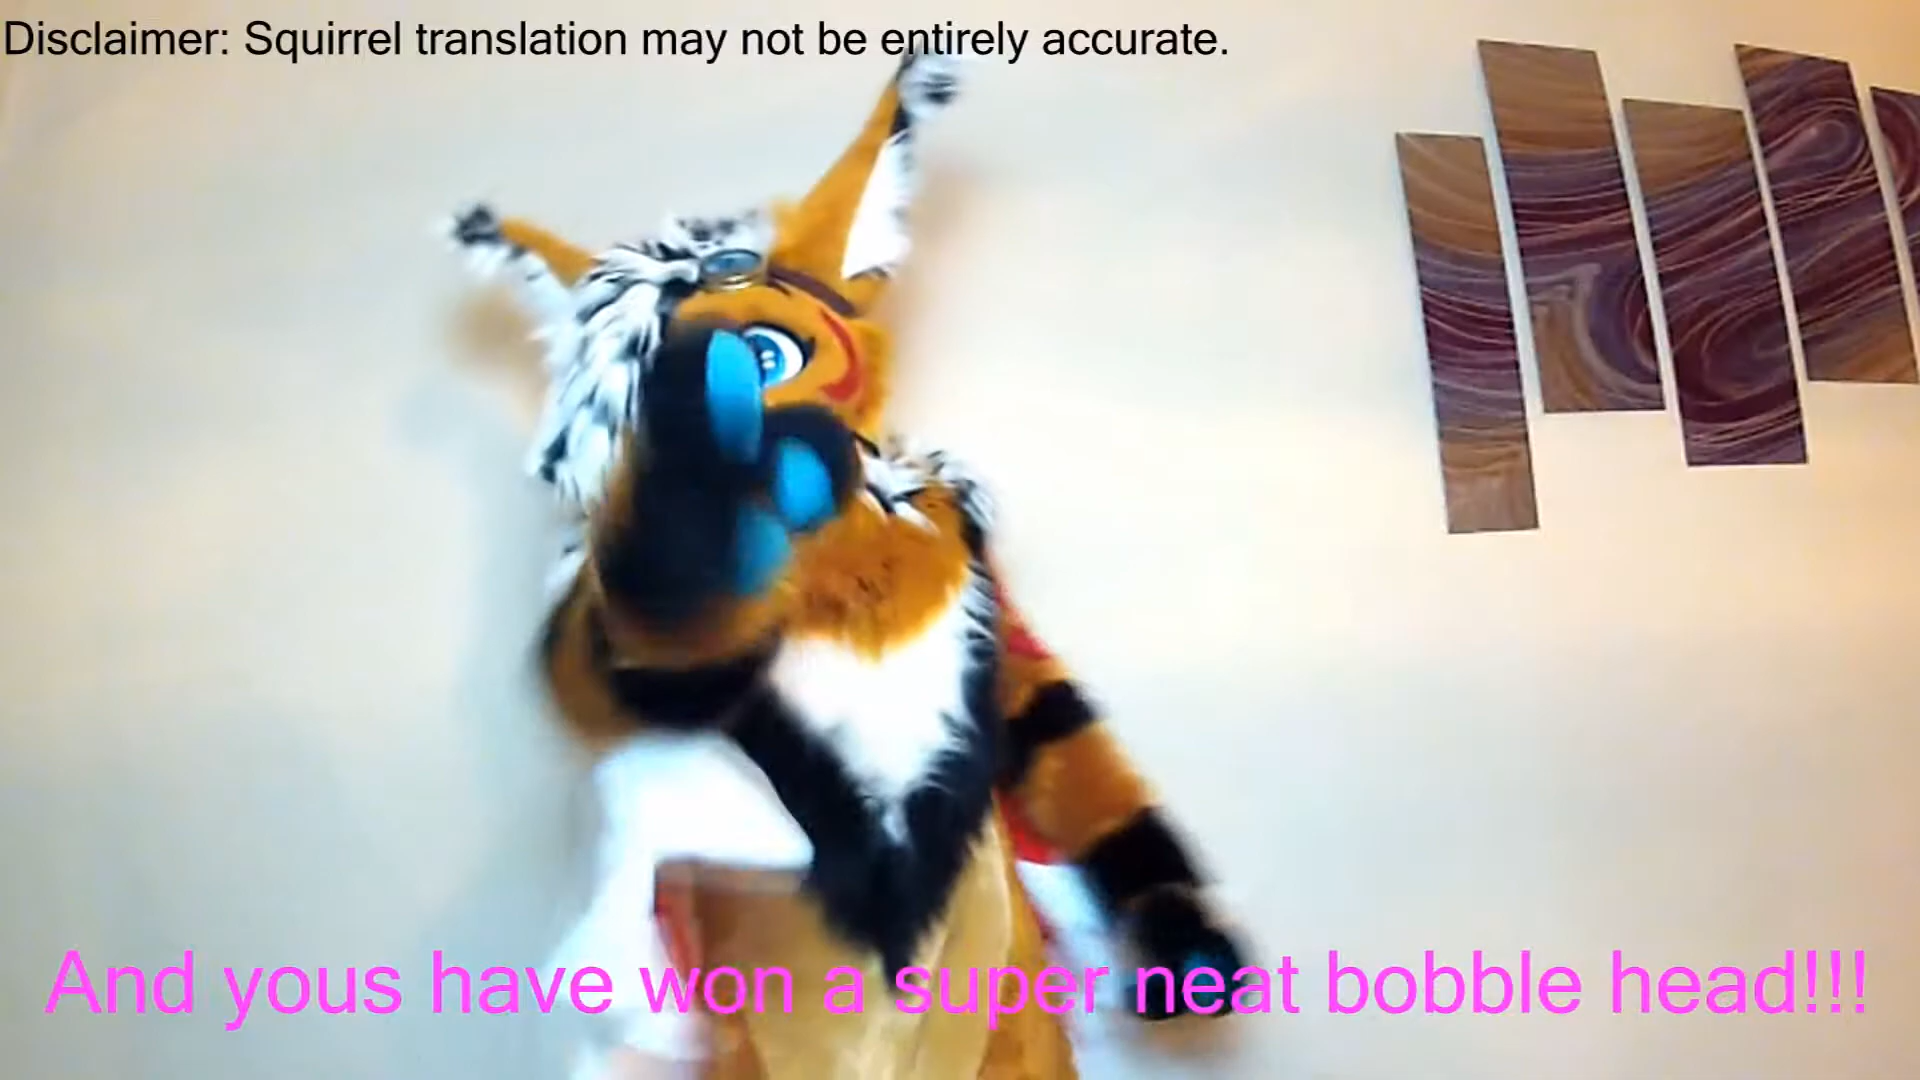 Disclaimer: Squirrel translation may not be entirely accurate.
And yous have won a super neat bobble head!!!